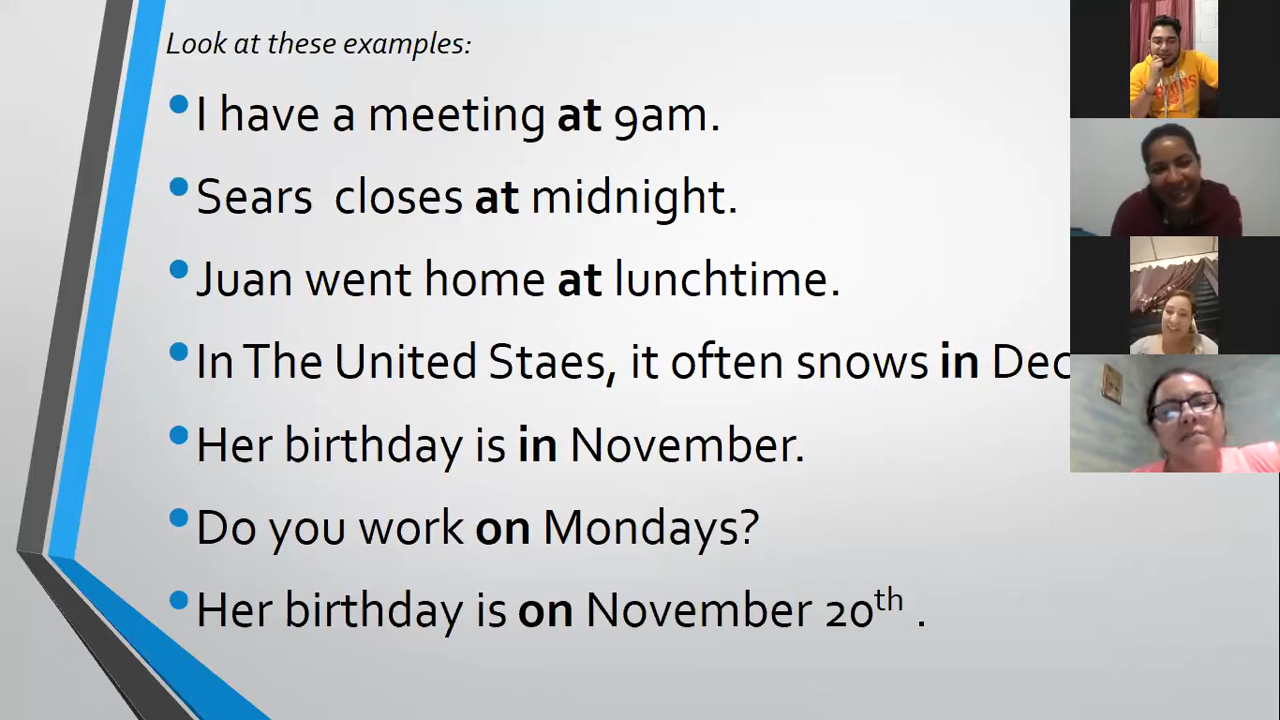 Look at these examples:
• I have a meeting at 9am.
• Sears closes at midnight.
• Juan went home at lunchtime.
• In The United Staes, it often snows in Dec
• Her birthday is in November.
• Do you work on Mondays?
• Her birthday is on November 20th .